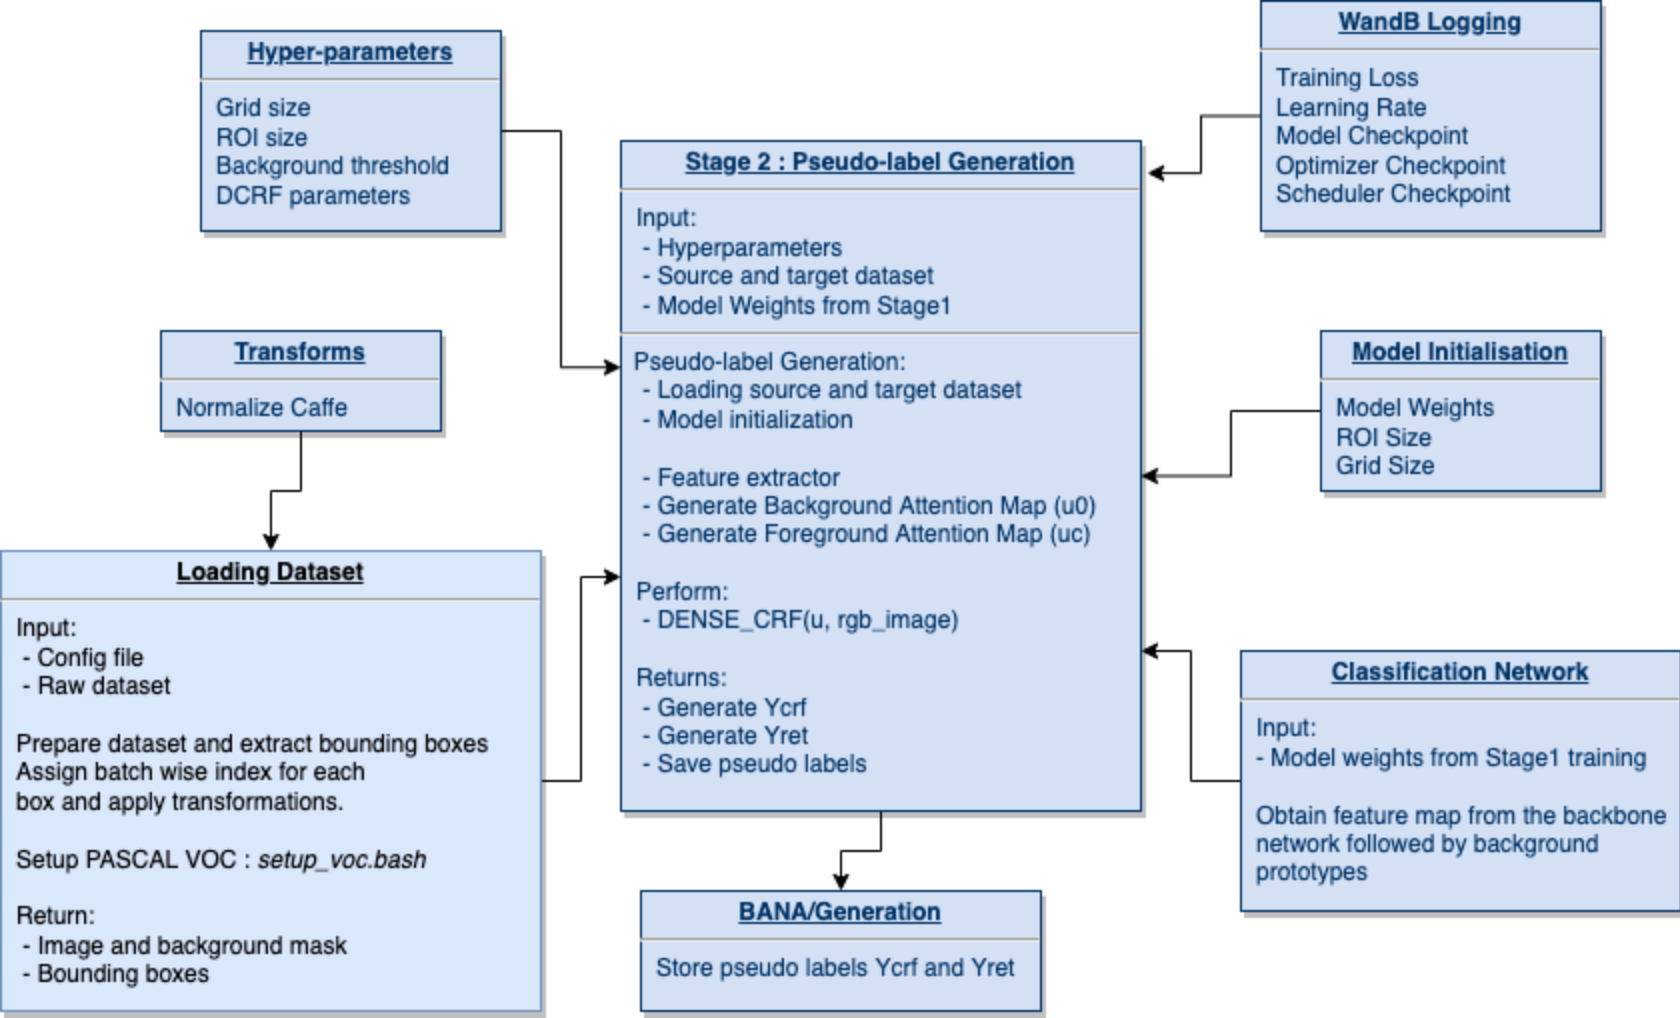 Hyper-parameters
Grid size
ROI size
Background threshold
DCRF parameters
WandB Logging
Training Loss
Learning Rate
Model Checkpoint
Optimizer Checkpoint
Scheduler Checkpoint
Stage 2 : Pseudo-label Generation
Input:
- Hyperparameters
- Source and target dataset
- Model Weights from Stage1
Pseudo-label Generation:
- Loading source and target dataset
- Model initialization
- Feature extractor
- Generate Background Attention Map (u0)
- Generate Foreground Attention Map (uc)
Perform:
- DENSE_CRF(u, rgb_image)
Returns:
- Generate Ycrf
- Generate Yret
- Save pseudo labels
Transforms
Normalize Caffe
Model Initialisation
Model Weights
ROI Size
Grid Size
Loading Dataset
Input:
- Config file
- Raw dataset
Prepare dataset and extract bounding boxes
Assign batch wise index for each
box and apply transformations.
Setup PASCAL VOC : setup_voc.bash
Return:
- Image and background mask
- Bounding boxes
Classification Network
Input:
- Model weights from Stage1 training
Obtain feature map from the backbone
network followed by background
prototypes
BANA/Generation
Store pseudo labels Ycrf and Yret